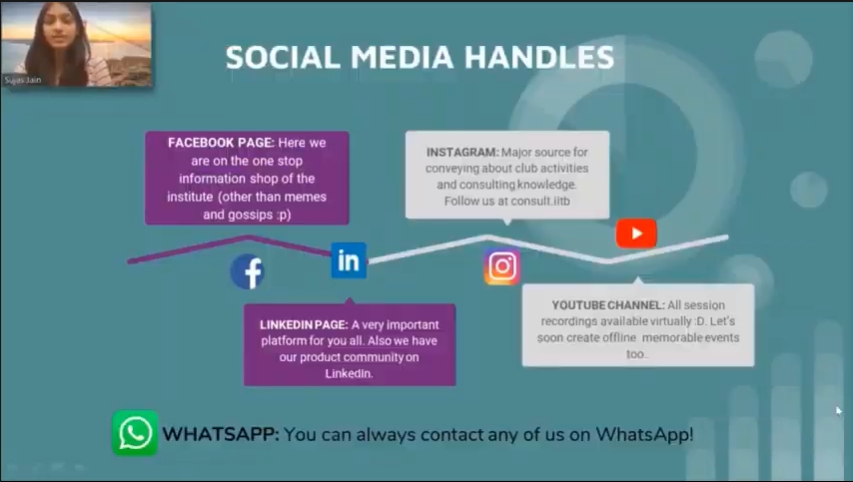 Sujas Jain
SOCIAL MEDIA HANDLES
FACEBOOK PAGE: Here we
are on the one stop
information shop of the
institute (other than memes
and gossips :p)
INSTAGRAM: Major source for
conveying about club activities
and consulting knowledge.
Follow us at consult.iitb
in
LINKEDIN PAGE: A very important
platform for you all. Also we have
our product community on
LinkedIn.
YOUTUBE CHANNEL: All session
recordings available virtually :D. Let's
soon create offline memorable events
too..
WHATSAPP: You can always contact any of us on WhatsApp!